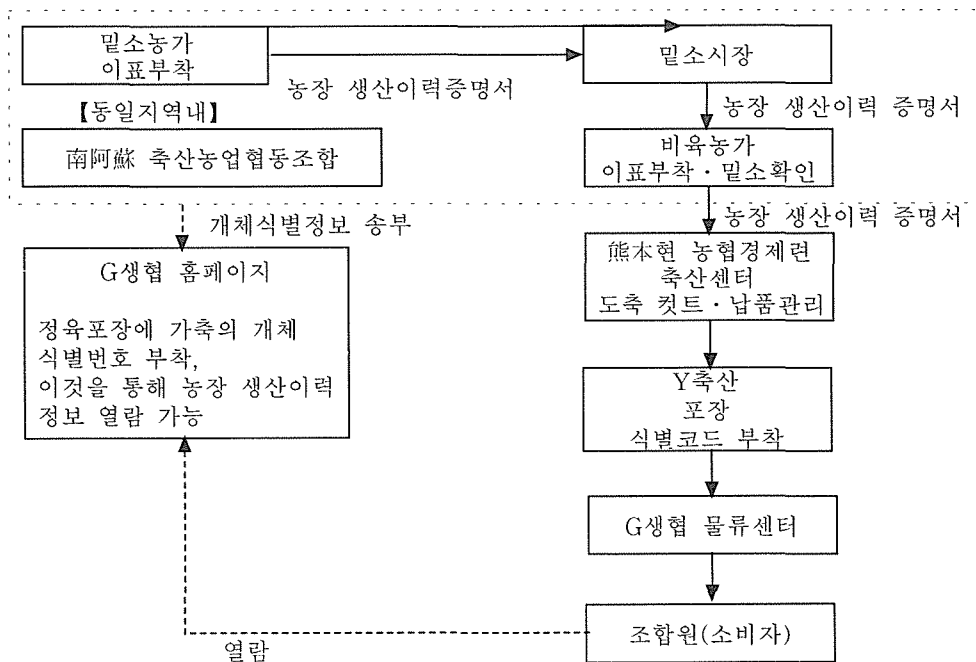 밑소농가
이표부착
농장 생산이력증명서
밑소시장
【동일지역내】
南阿蘇 축산농업협동조합
농장 생산이력 증명서
비육농가
이표부착·밑소확인
개체식별정보 송부
농장 생산이력 증명서
G생협 홈페이지
정육포장에 가축의 개체
식별번호 부착,
이것을 통해 농장 생산이력
정보 열람 가능
熊本현 농협경제련
축산센터
도축 컷트·납품관리
Y축산
포장
식별코드 부착
G생협 물류센터
조합원(소비자)
열람